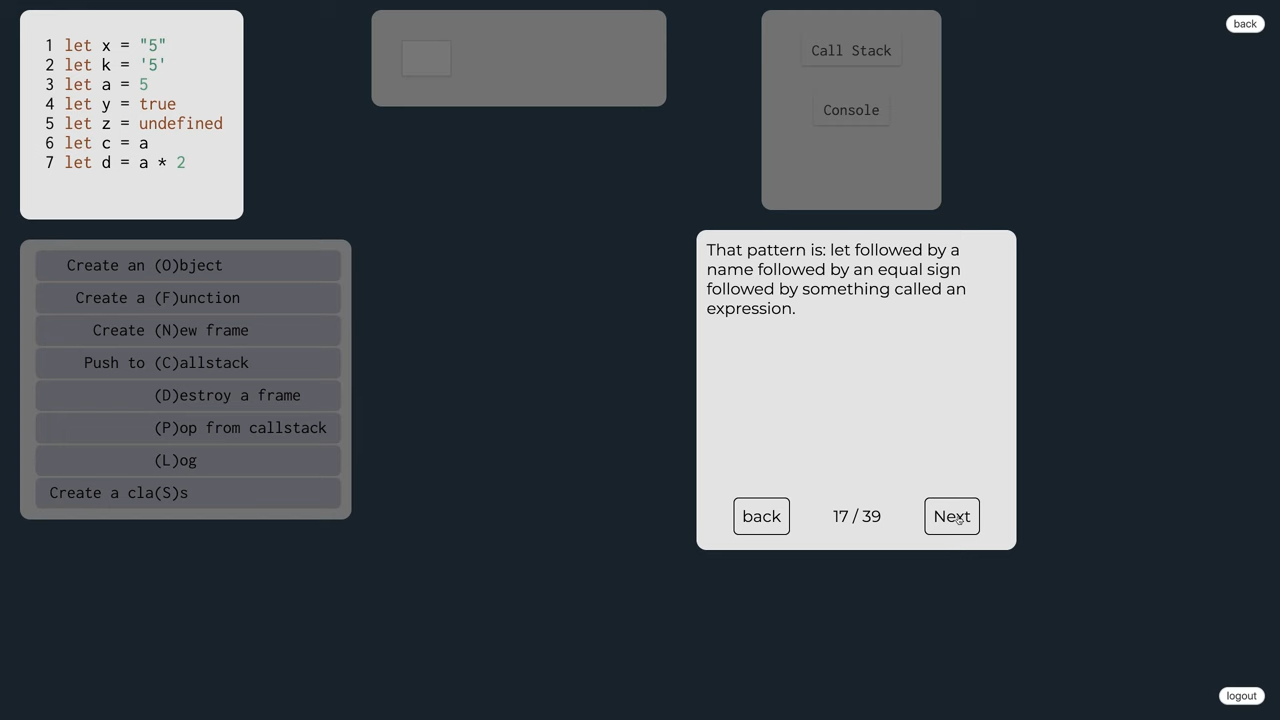 1 let x = "5"
2 let k = '5'
3 let a = 5
4 let y = true
5 let z = undefined
6 let c = a
7 let d = a * 2
Call Stack
Console
back
Create an (O)bject
Create a (F)unction
Create (N)ew frame
Push to (C)allstack
(D)estroy a frame
(P)op from callstack
(L)og
Create a cla(S)s
That pattern is: let followed by a
name followed by an equal sign
followed by something called an
expression.
back 17 / 39 Next
logout